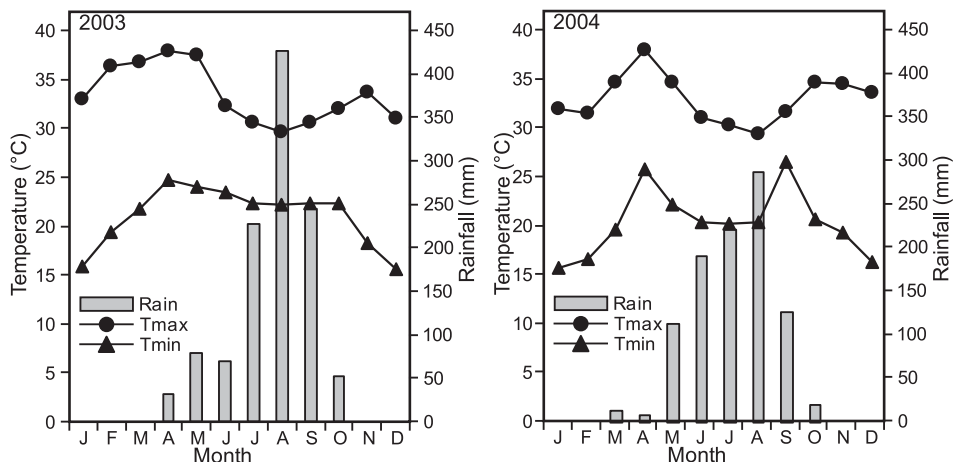 2003
Temperature (°C)
40
35
30
25
20
15
10
5
0
450
400
350
300
250
200
150
100
50
0
Rainfall (mm)
Rain
Tmax
Tmin
J F M A M J J A S O N D
Month
2004
Temperature (°C)
40
35
30
25
20
15
10
5
0
450
400
350
300
250
200
150
100
50
0
Rainfall (mm)
Rain
Tmax
Tmin
J F M A M J J A S O N D
Month